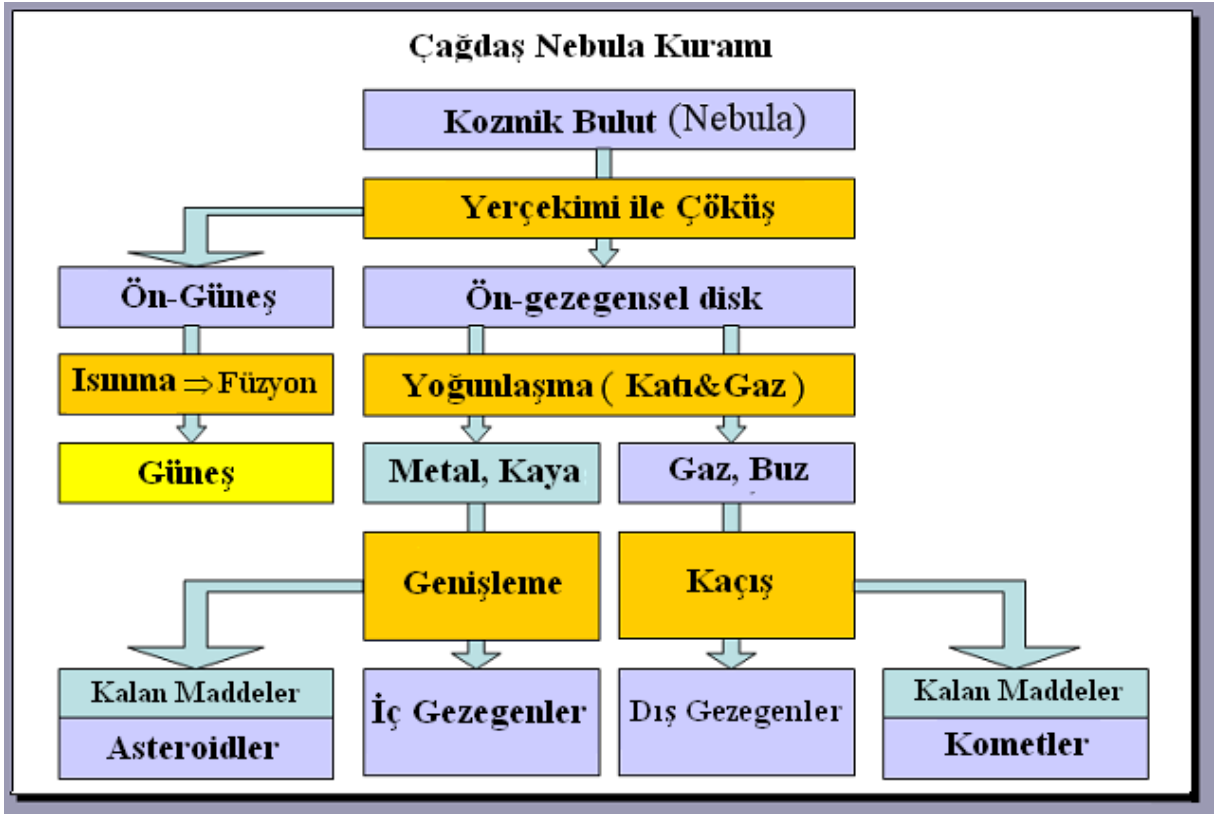 Çağdaş Nebula Kuramı
Kozmik Bulut (Nebula)
Yerçekimi ile Çöküş
Ön-Güneş
Ön-gezegensel disk
Isınma ⇒ Füzyon
Yoğunlaşma ( Katı&Gaz )
Güneş
Metal, Kaya
Gaz, Buz
Genişleme
Kaçış
Kalan Maddeler
Asteroidler
İç Gezegenler
Dış Gezegenler
Kalan Maddeler
Kometler